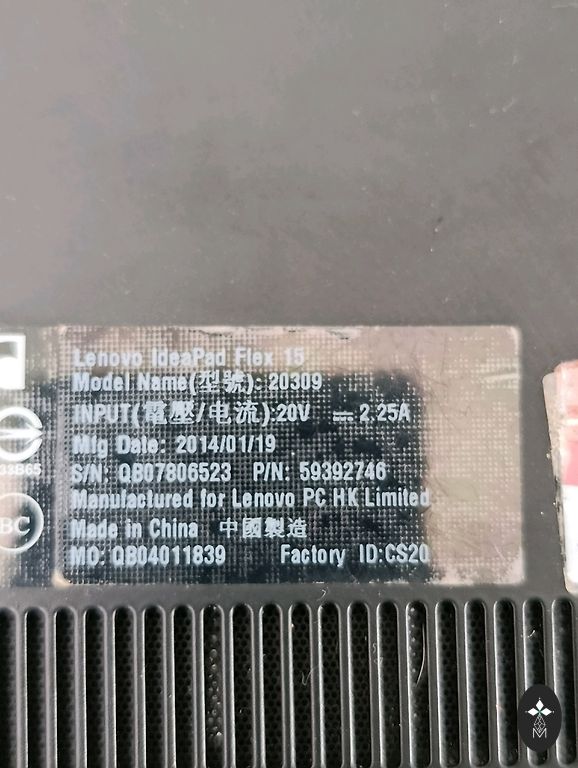 Lenovo IdeaPad Flex 15
Model Name(型號): 20309
INPUT(電壓/电流):20V ⎓ 2.25A
Mfg Date: 2014/01/19
S/N: QB07806523 P/N: 59392746
Manufactured for Lenovo PC HK Limited
Made in China 中國製造
MO: QB04011839 Factory ID:CS20
38B65
BC
M